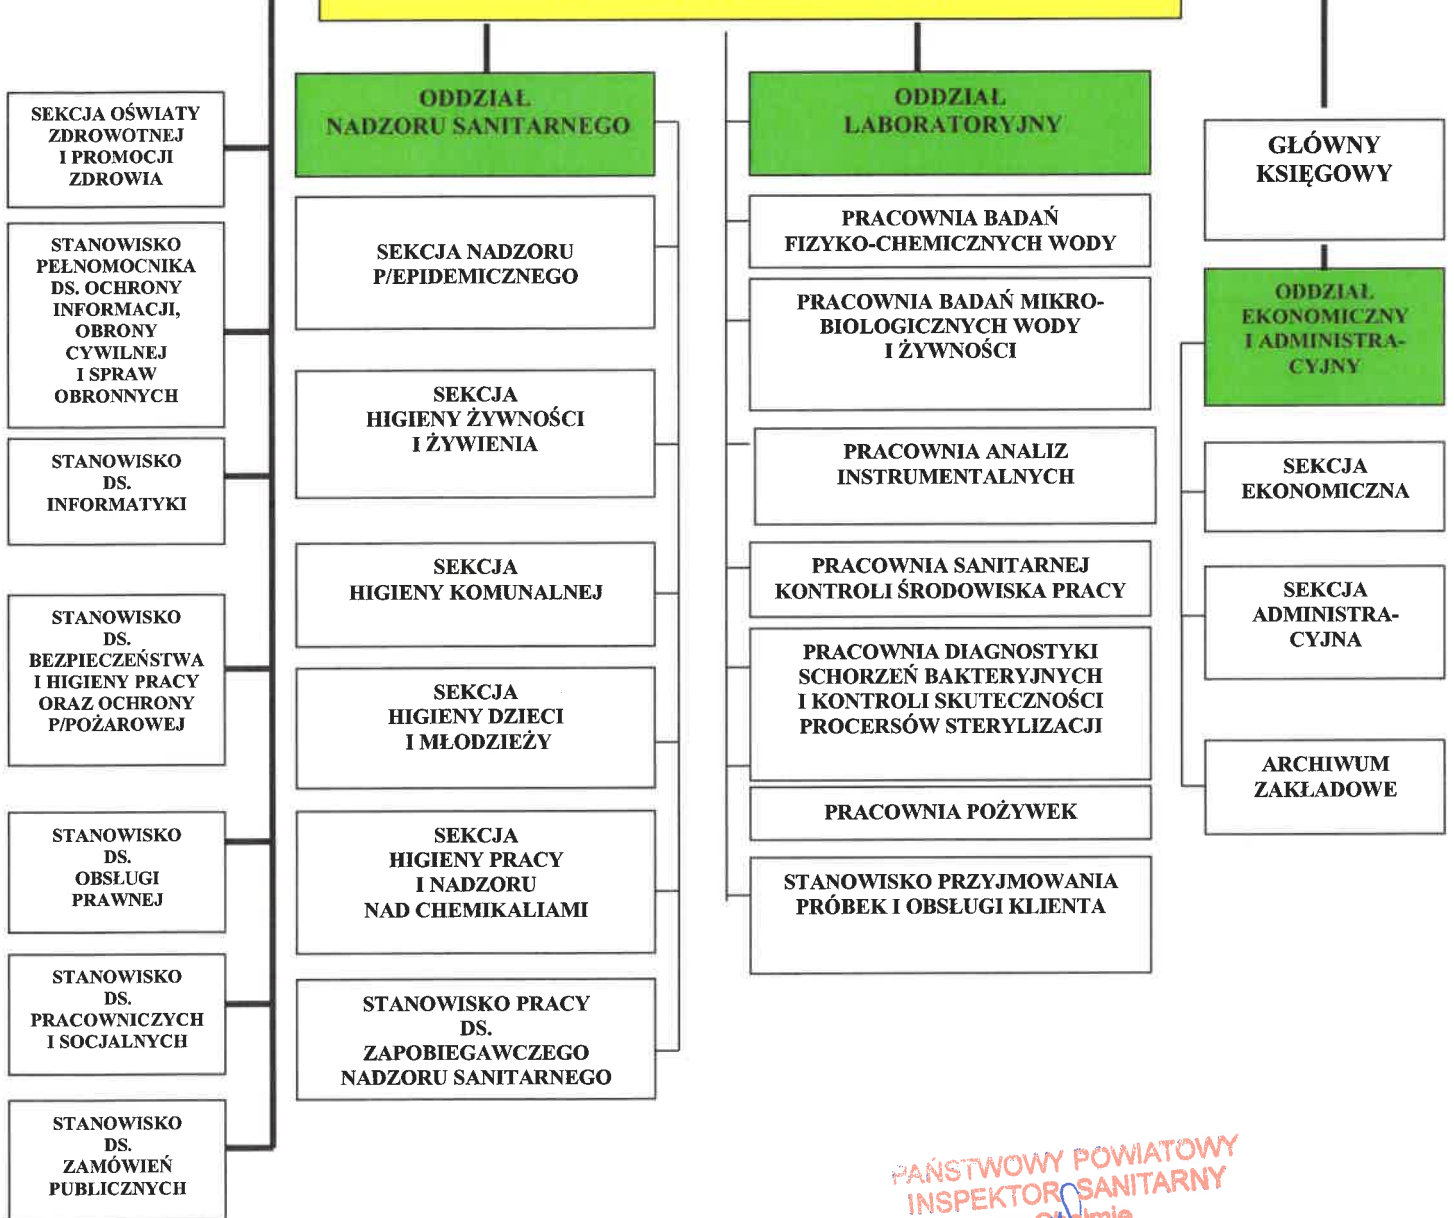 SEKCJA OŚWIATY
ZDROWOTNEJ
I PROMOCJI
ZDROWIA
STANOWISKO
PEŁNOMOCNIKA
DS. OCHRONY
INFORMACJI,
OBRONY
CYWILNEJ
I SPRAW
OBRONNYCH
STANOWISKO
DS.
INFORMATYKI
STANOWISKO
DS.
BEZPIECZEŃSTWA
I HIGIENY PRACY
ORAZ OCHRONY
P/POŻAROWEJ
STANOWISKO
DS.
OBSŁUGI
PRAWNEJ
STANOWISKO
DS.
PRACOWNICZYCH
I SOCJALNYCH
STANOWISKO
DS.
ZAMÓWIEŃ
PUBLICZNYCH
ODDZIAŁ
NADZORU SANITARNEGO
SEKCJA NADZORU
P/EPIDEMICZNEGO
SEKCJA
HIGIENY ŻYWNOŚCI
I ŻYWIENIA
SEKCJA
HIGIENY KOMUNALNEJ
SEKCJA
HIGIENY DZIECI
I MŁODZIEŻY
SEKCJA
HIGIENY PRACY
I NADZORU
NAD CHEMIKALIAMI
STANOWISKO PRACY
DS.
ZAPOBIEGAWCZEGO
NADZORU SANITARNEGO
ODDZIAŁ
LABORATORYJNY
PRACOWNIA BADAŃ
FIZYKO-CHEMICZNYCH WODY
PRACOWNIA BADAŃ MIKRO-
BIOLOGICZNYCH WODY
I ŻYWNOŚCI
PRACOWNIA ANALIZ
INSTRUMENTALNYCH
PRACOWNIA SANITARNEJ
KONTROLI ŚRODOWISKA PRACY
PRACOWNIA DIAGNOSTYKI
SCHORZEŃ BAKTERYJNYCH
I KONTROLI SKUTECZNOŚCI
PROCERSÓW STERYLIZACJI
PRACOWNIA POŻYWEK
STANOWISKO PRZYJMOWANIA
PRÓBEK I OBSŁUGI KLIENTA
GŁÓWNY
KSIĘGOWY
ODDZIAŁ
EKONOMICZNY
I ADMINISTRA-
CYJNY
SEKCJA
EKONOMICZNA
SEKCJA
ADMINISTRA-
CYJNA
ARCHIWUM
ZAKŁADOWE
PAŃSTWOWY POWIATOWY
INSPEKTOR SANITARNY